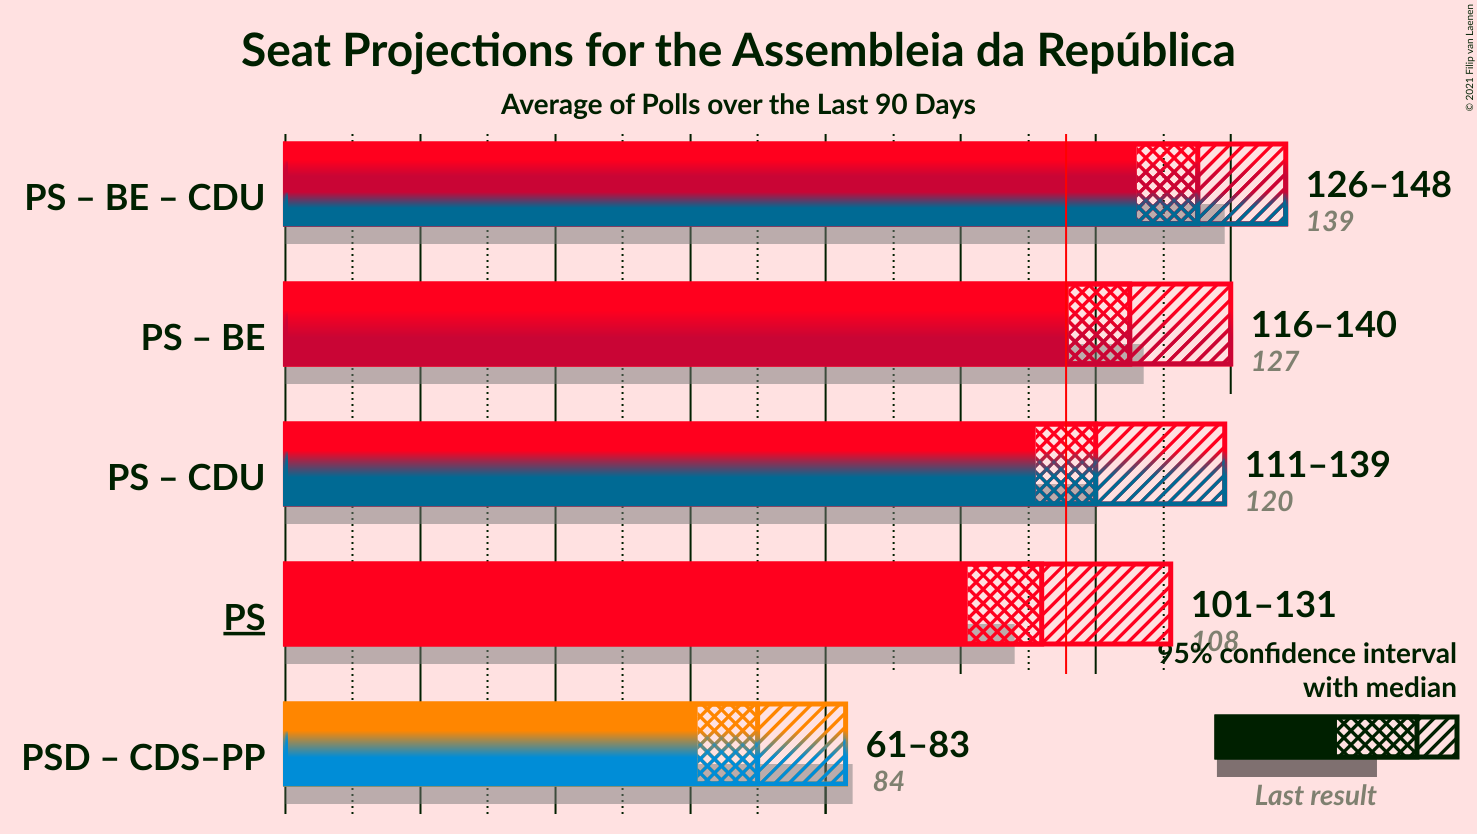 Seat Projections for the Assembleia da República
Average of Polls over the Last 90 Days
© 2021 Filip van Laenen
PS – BE – CDU
126–148
139
PS – BE
116–140
127
PS – CDU
111–139
120
PS
101–131
108
95% confidence interval
with median
Last result
PSD – CDS–PP
61–83
84